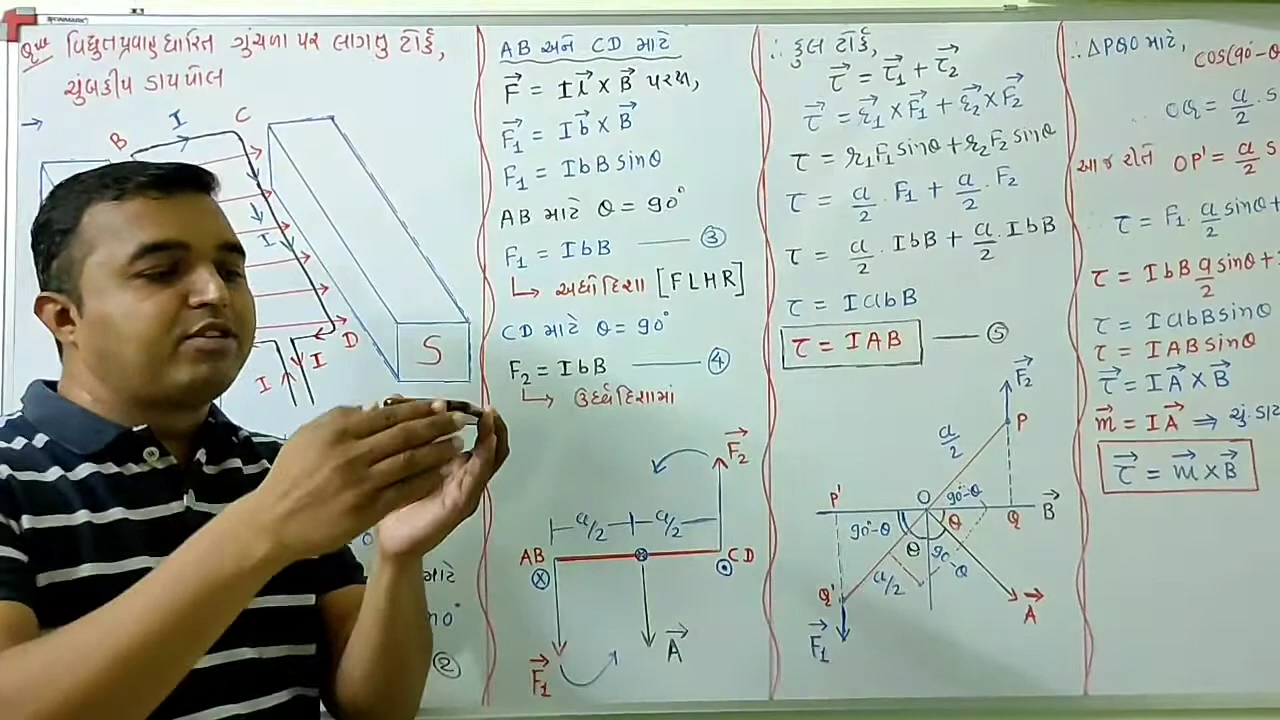 Que વિદ્યુતપ્રવાહ ધારિત ગુંચળા પર લાગતુ ટોર્ક,
ચુંબકીય ડાયપોલ
I
B
C
I
D
I
I
S
માટે
②
AB અને CD માટે
F⃗ = I l⃗ × B⃗ પરથી,
F⃗₁ = I b⃗ × B⃗
F₁ = IbB sinθ
AB માટે θ = 90°
F₁ = IbB —— ③
↳ અધોદિશા [FLHR]
CD માટે θ = 90°
F₂ = IbB —— ④
↳ ઉર્ધ્વદિશામાં
F⃗₂
a/2 a/2
AB
CD
A⃗
F⃗₁
∴ કુલ ટોર્ક,
τ⃗ = τ⃗₁ + τ⃗₂
τ⃗ = r⃗₁ × F⃗₁ + r⃗₂ × F⃗₂
τ = r₁F₁ sinθ + r₂F₂ sinθ
τ = a/2 . F₁ + a/2 . F₂
τ = a/2 . IbB + a/2 . IbB
τ = IabB
τ = IAB —— ⑤
F⃗₂
P
a/2
P' O 90°-θ
90°-θ θ Q B⃗
θ 90-θ
a/2
Q' A⃗
F⃗₁
∴ ΔPQO માટે,
COS(90-θ
OQ = a/2 . s
આજ રીતે OP' = a/2 s
τ = F₁ . a/2 sinθ +
τ = IbB a/2 sinθ +
τ = IabB sinθ
τ = IAB sinθ
τ⃗ = I A⃗ × B⃗
m⃗ = I A⃗ ⇒ ચું. ડાય
τ⃗ = m⃗ × B⃗